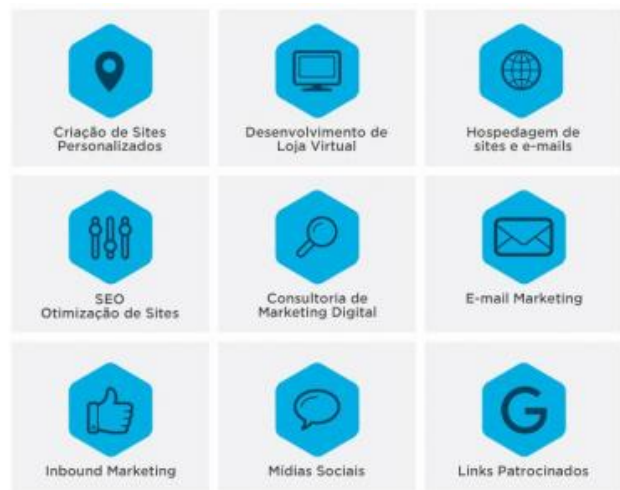 Criação de Sites
Personalizados
Desenvolvimento de
Loja Virtual
Hospedagem de
sites e e-mails
SEO
Otimização de Sites
Consultoria de
Marketing Digital
E-mail Marketing
Inbound Marketing
Mídias Sociais
G
Links Patrocinados